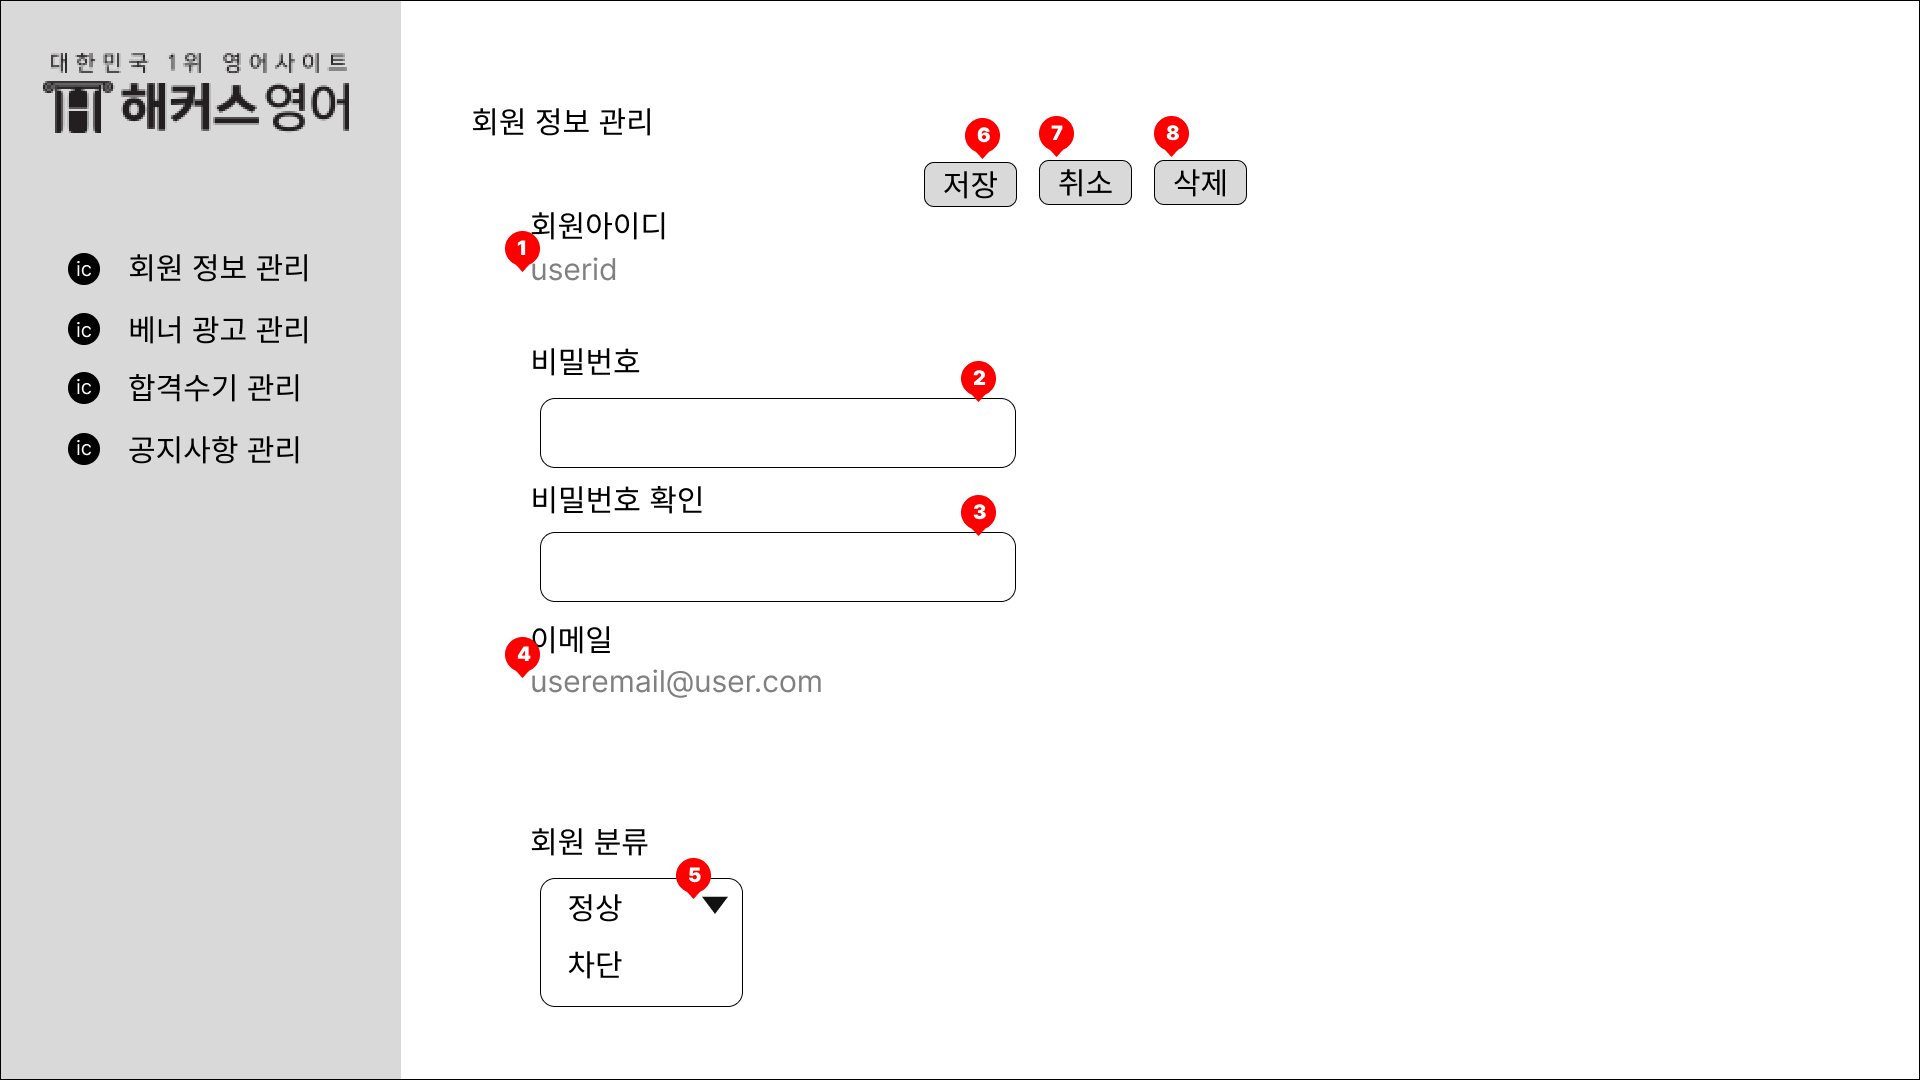 대한민국 1위 영어사이트
해커스영어
ic 회원 정보 관리
ic 베너 광고 관리
ic 합격수기 관리
ic 공지사항 관리
회원 정보 관리
6 7 8
저장 취소 삭제
회원아이디
1
userid
비밀번호
2
비밀번호 확인
3
이메일
4
useremail@user.com
회원 분류
5
정상
차단